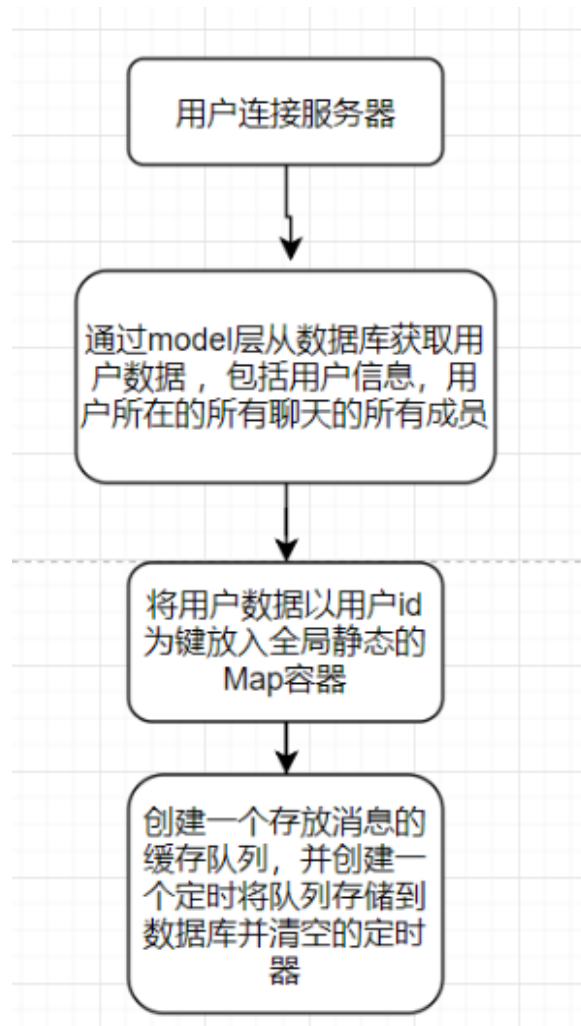 用户连接服务器
通过model层从数据库获取用
户数据 ，包括用户信息，用
户所在的所有聊天的所有成员
将用户数据以用户id
为键放入全局静态的
Map容器
创建一个存放消息的
缓存队列，并创建一
个定时将队列存储到
数据库并清空的定时
器